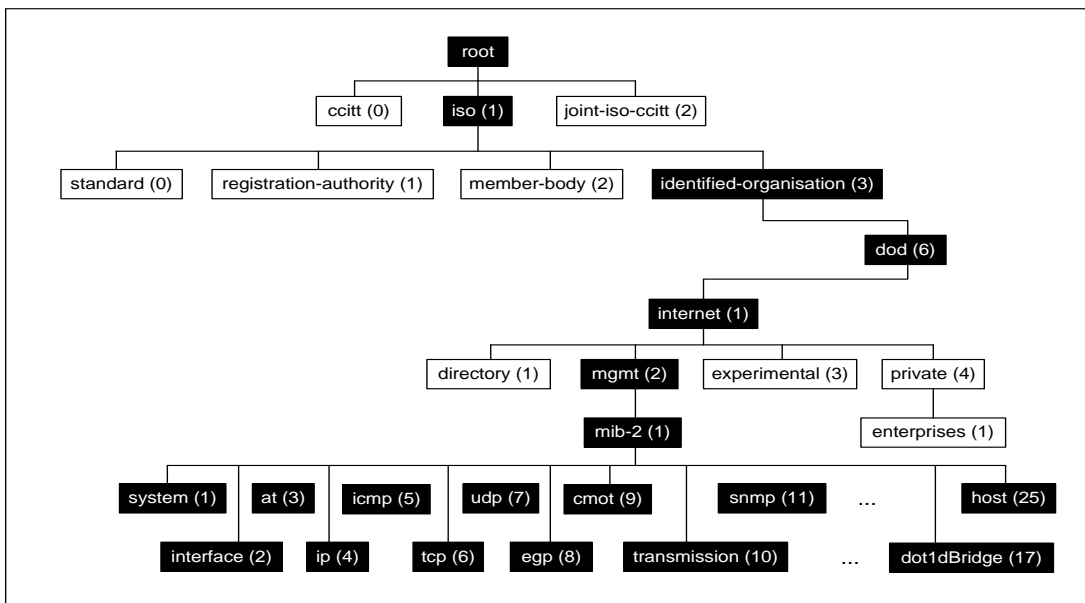 root
ccitt (0)
iso (1)
joint-iso-ccitt (2)
standard (0)
registration-authority (1)
member-body (2)
identified-organisation (3)
dod (6)
internet (1)
directory (1)
mgmt (2)
experimental (3)
private (4)
mib-2 (1)
enterprises (1)
system (1)
at (3)
icmp (5)
udp (7)
cmot (9)
snmp (11)
...
host (25)
interface (2)
ip (4)
tcp (6)
egp (8)
transmission (10)
...
dot1dBridge (17)